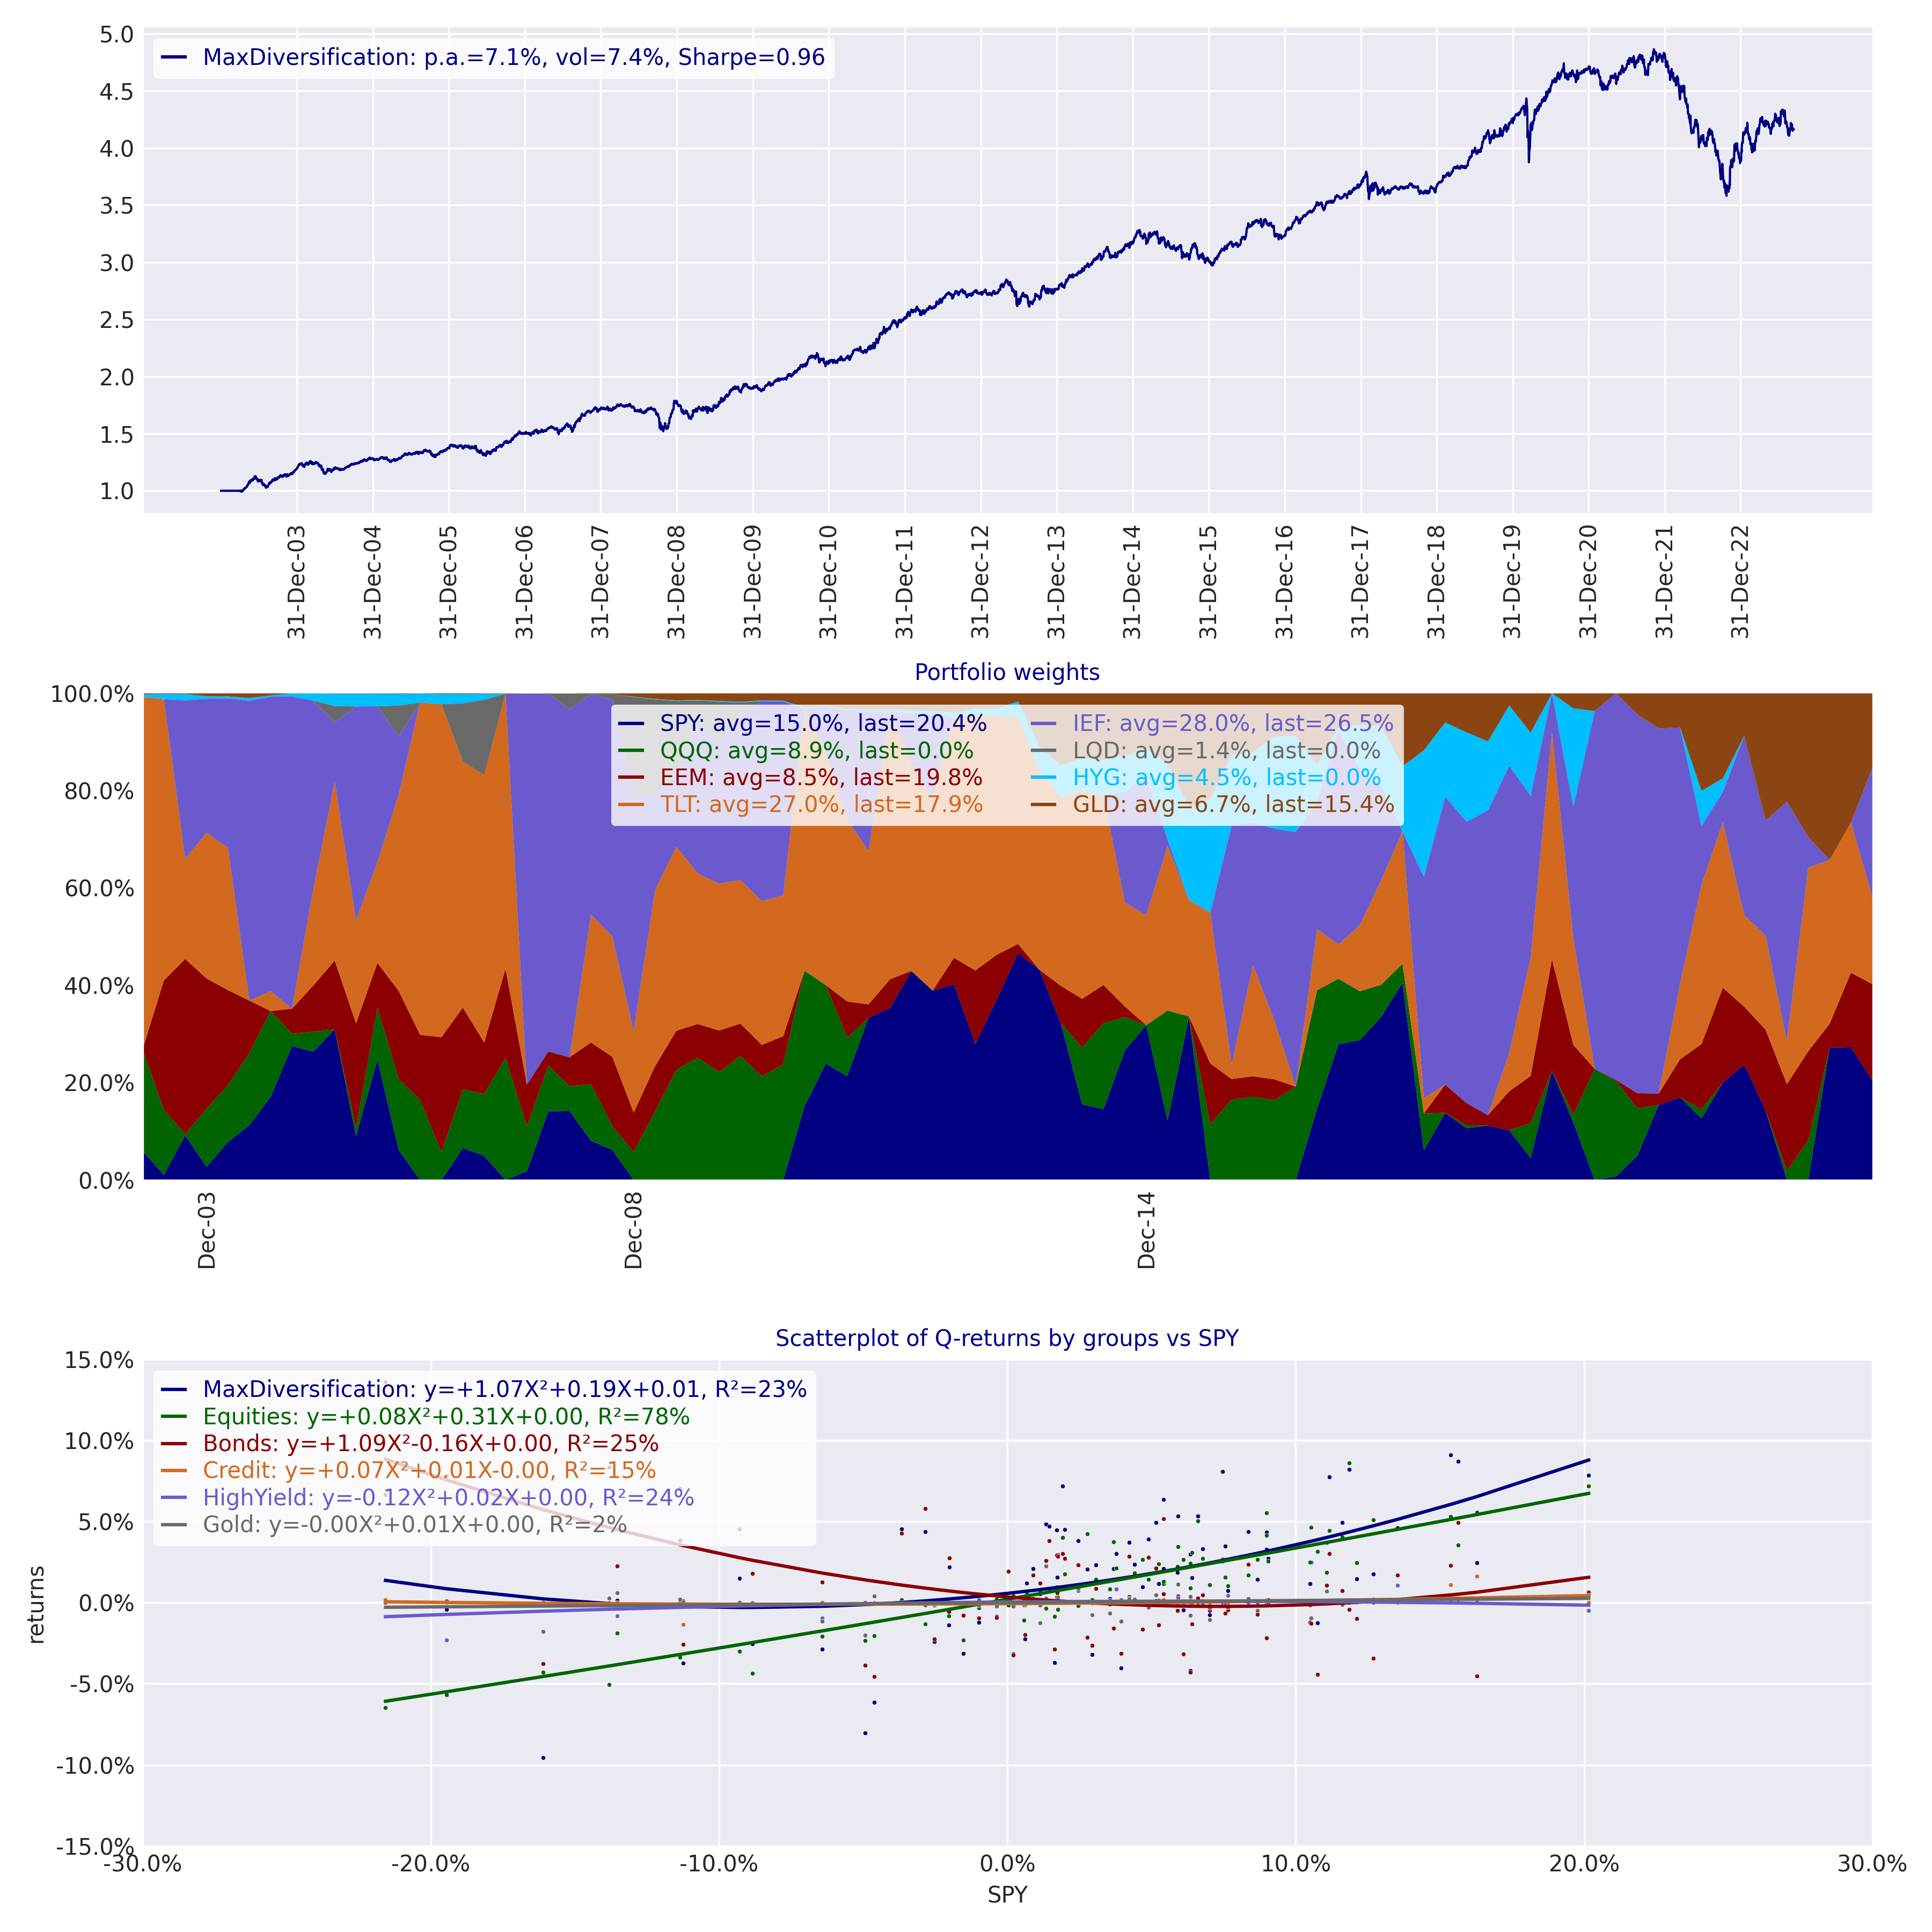 5.0
4.5
4.0
3.5
3.0
2.5
2.0
1.5
1.0
MaxDiversification: p.a.=7.1%, vol=7.4%, Sharpe=0.96
31-Dec-03
31-Dec-04
31-Dec-05
31-Dec-06
31-Dec-07
31-Dec-08
31-Dec-09
31-Dec-10
31-Dec-11
31-Dec-12
31-Dec-13
31-Dec-14
31-Dec-15
31-Dec-16
31-Dec-17
31-Dec-18
31-Dec-19
31-Dec-20
31-Dec-21
31-Dec-22
Portfolio weights
100.0%
80.0%
60.0%
40.0%
20.0%
0.0%
SPY: avg=15.0%, last=20.4%
QQQ: avg=8.9%, last=0.0%
EEM: avg=8.5%, last=19.8%
TLT: avg=27.0%, last=17.9%
IEF: avg=28.0%, last=26.5%
LQD: avg=1.4%, last=0.0%
HYG: avg=4.5%, last=0.0%
GLD: avg=6.7%, last=15.4%
Dec-03
Dec-08
Dec-14
Scatterplot of Q-returns by groups vs SPY
15.0%
10.0%
5.0%
0.0%
-5.0%
-10.0%
-15.0%
returns
MaxDiversification: y=+1.07X²+0.19X+0.01, R²=23%
Equities: y=+0.08X²+0.31X+0.00, R²=78%
Bonds: y=+1.09X²-0.16X+0.00, R²=25%
Credit: y=+0.07X²+0.01X-0.00, R²=15%
HighYield: y=-0.12X²+0.02X+0.00, R²=24%
Gold: y=-0.00X²+0.01X+0.00, R²=2%
-30.0%
-20.0%
-10.0%
0.0%
10.0%
20.0%
30.0%
SPY